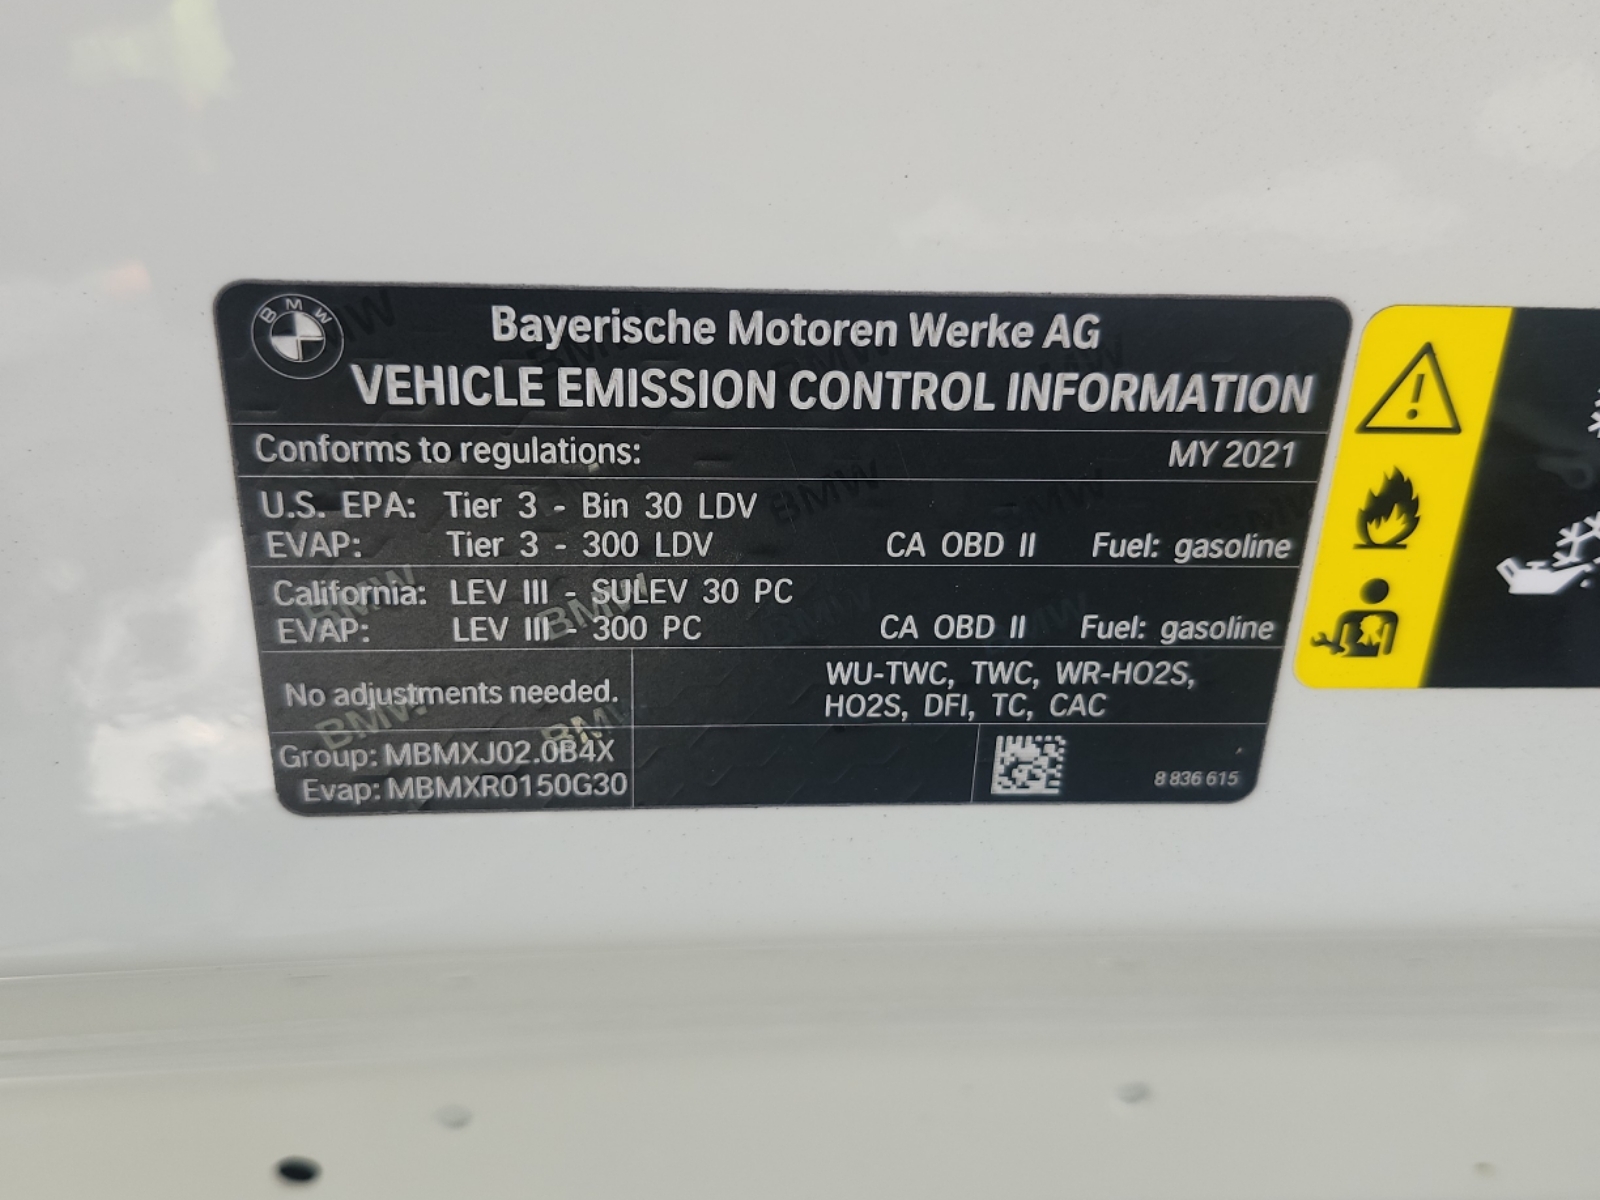 BMW
Bayerische Motoren Werke AG
VEHICLE EMISSION CONTROL INFORMATION
Conforms to regulations: MY 2021
U.S. EPA: Tier 3 - Bin 30 LDV
EVAP: Tier 3 - 300 LDV CA OBD II Fuel: gasoline
California: LEV III - SULEV 30 PC
EVAP: LEV III - 300 PC CA OBD II Fuel: gasoline
No adjustments needed.
WU-TWC, TWC, WR-HO2S,
HO2S, DFI, TC, CAC
Group: MBMXJ02.0B4X
Evap: MBMXR0150G30
8 836 615